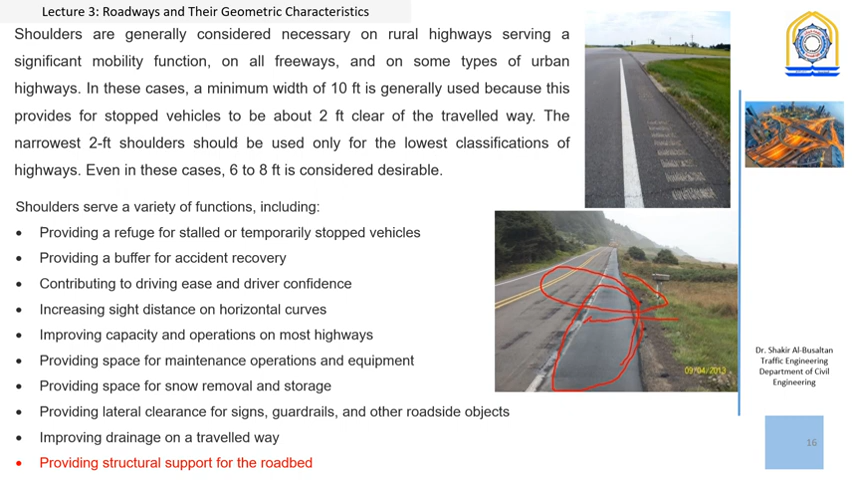 Lecture 3: Roadways and Their Geometric Characteristics
Shoulders are generally considered necessary on rural highways serving a
significant mobility function, on all freeways, and on some types of urban
highways. In these cases, a minimum width of 10 ft is generally used because this
provides for stopped vehicles to be about 2 ft clear of the travelled way. The
narrowest 2-ft shoulders should be used only for the lowest classifications of
highways. Even in these cases, 6 to 8 ft is considered desirable.
Shoulders serve a variety of functions, including:
• Providing a refuge for stalled or temporarily stopped vehicles
• Providing a buffer for accident recovery
• Contributing to driving ease and driver confidence
• Increasing sight distance on horizontal curves
• Improving capacity and operations on most highways
• Providing space for maintenance operations and equipment
• Providing space for snow removal and storage
• Providing lateral clearance for signs, guardrails, and other roadside objects
• Improving drainage on a travelled way
• Providing structural support for the roadbed
09/04/2013
Dr. Shakir Al-Busaltan
Traffic Engineering
Department of Civil
Engineering
16